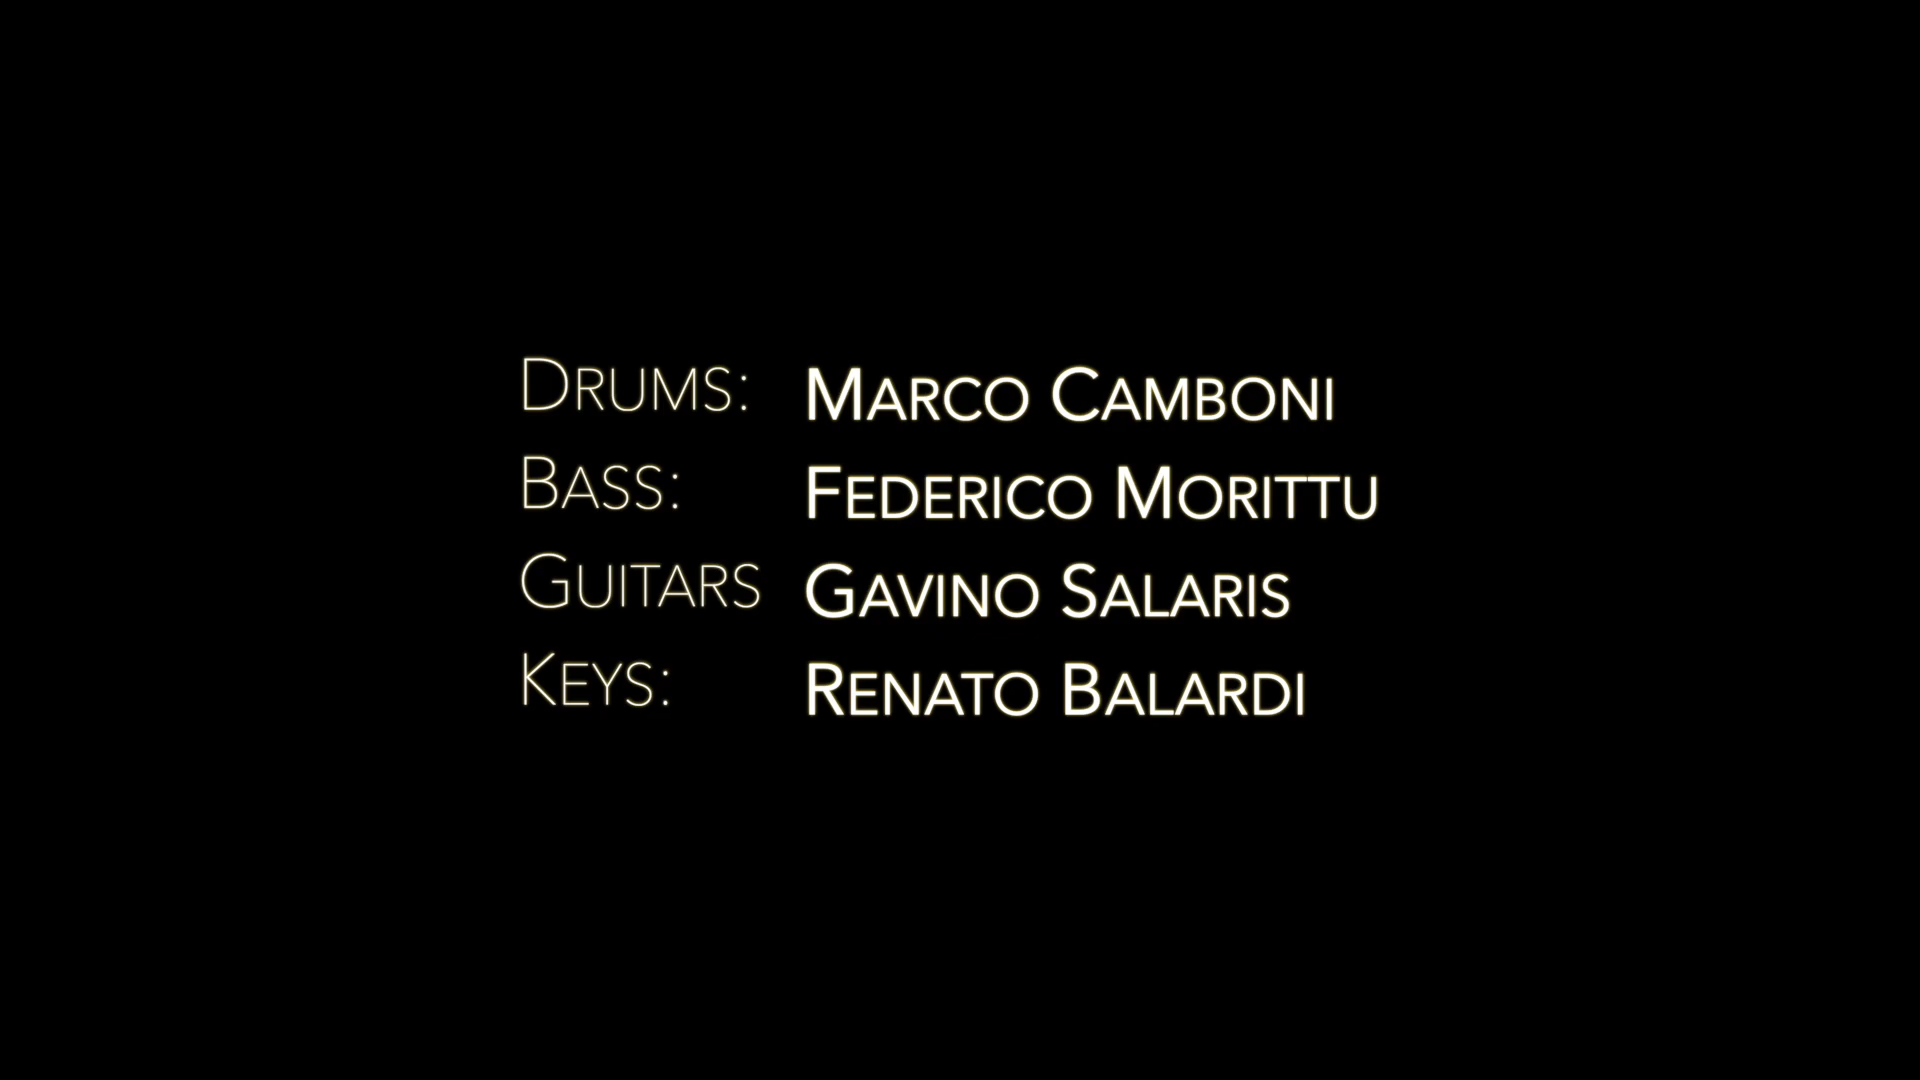 Drums: Marco Camboni
Bass: Federico Morittu
Guitars Gavino Salaris
Keys: Renato Balardi